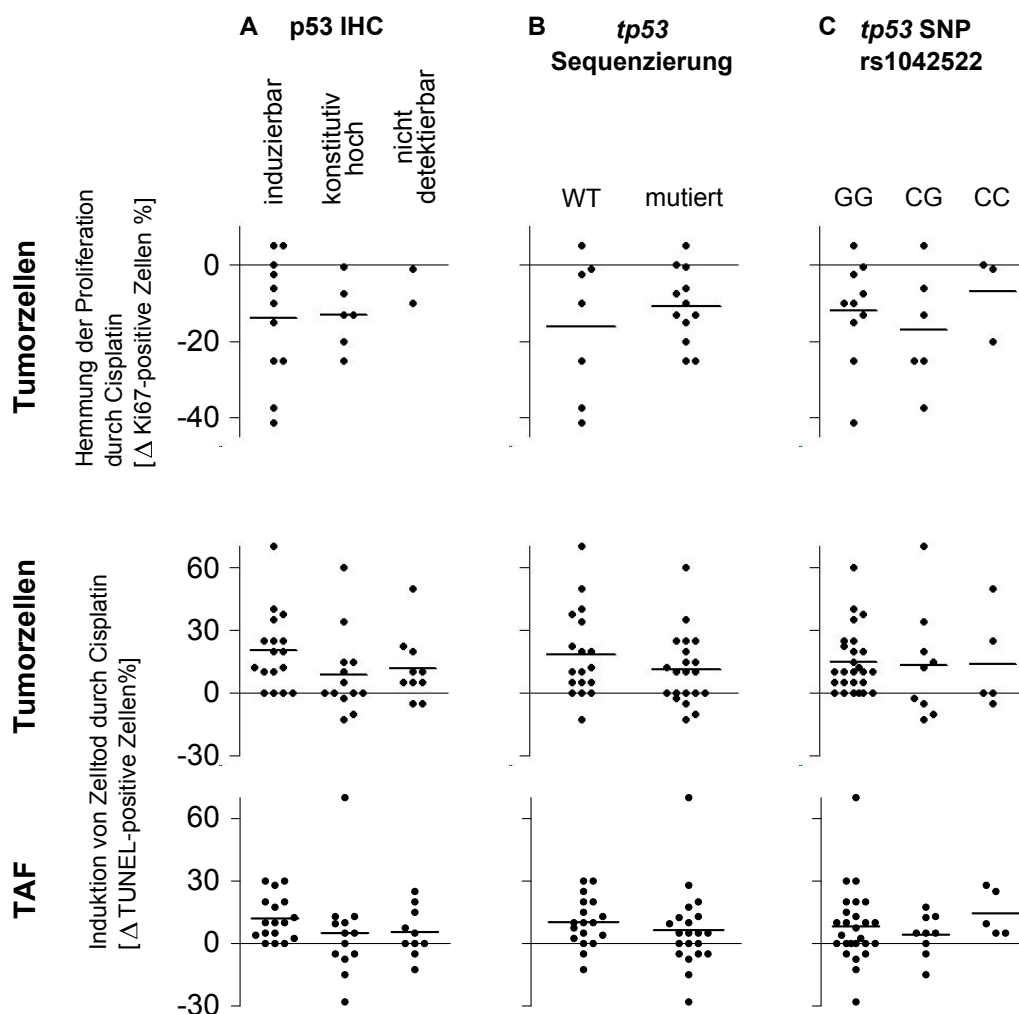 A p53 IHC
B tp53
Sequenzierung
C tp53 SNP
rs1042522
induzierbar
konstitutiv
hoch
nicht
detektierbar
WT mutiert
GG CG CC
Tumorzellen
Hemmung der Proliferation
durch Cisplatin
[ Δ Ki67-positive Zellen %]
0
-20
-40
Tumorzellen
Induktion von Zelltod durch Cisplatin
[ Δ TUNEL-positive Zellen%]
60
30
0
-30
TAF
60
30
0
-30